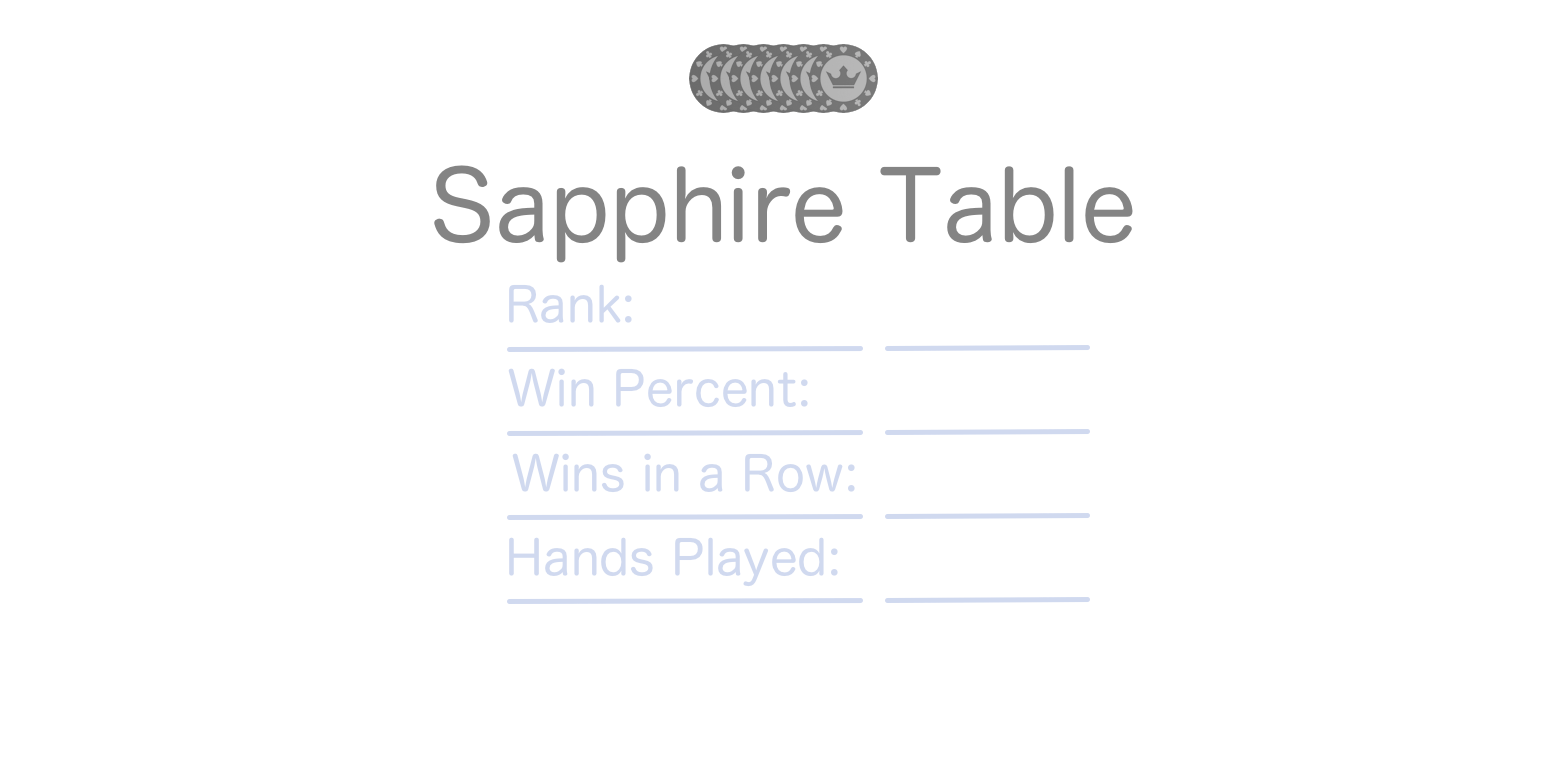 Sapphire Table
Rank:
Win Percent:
Wins in a Row:
Hands Played: